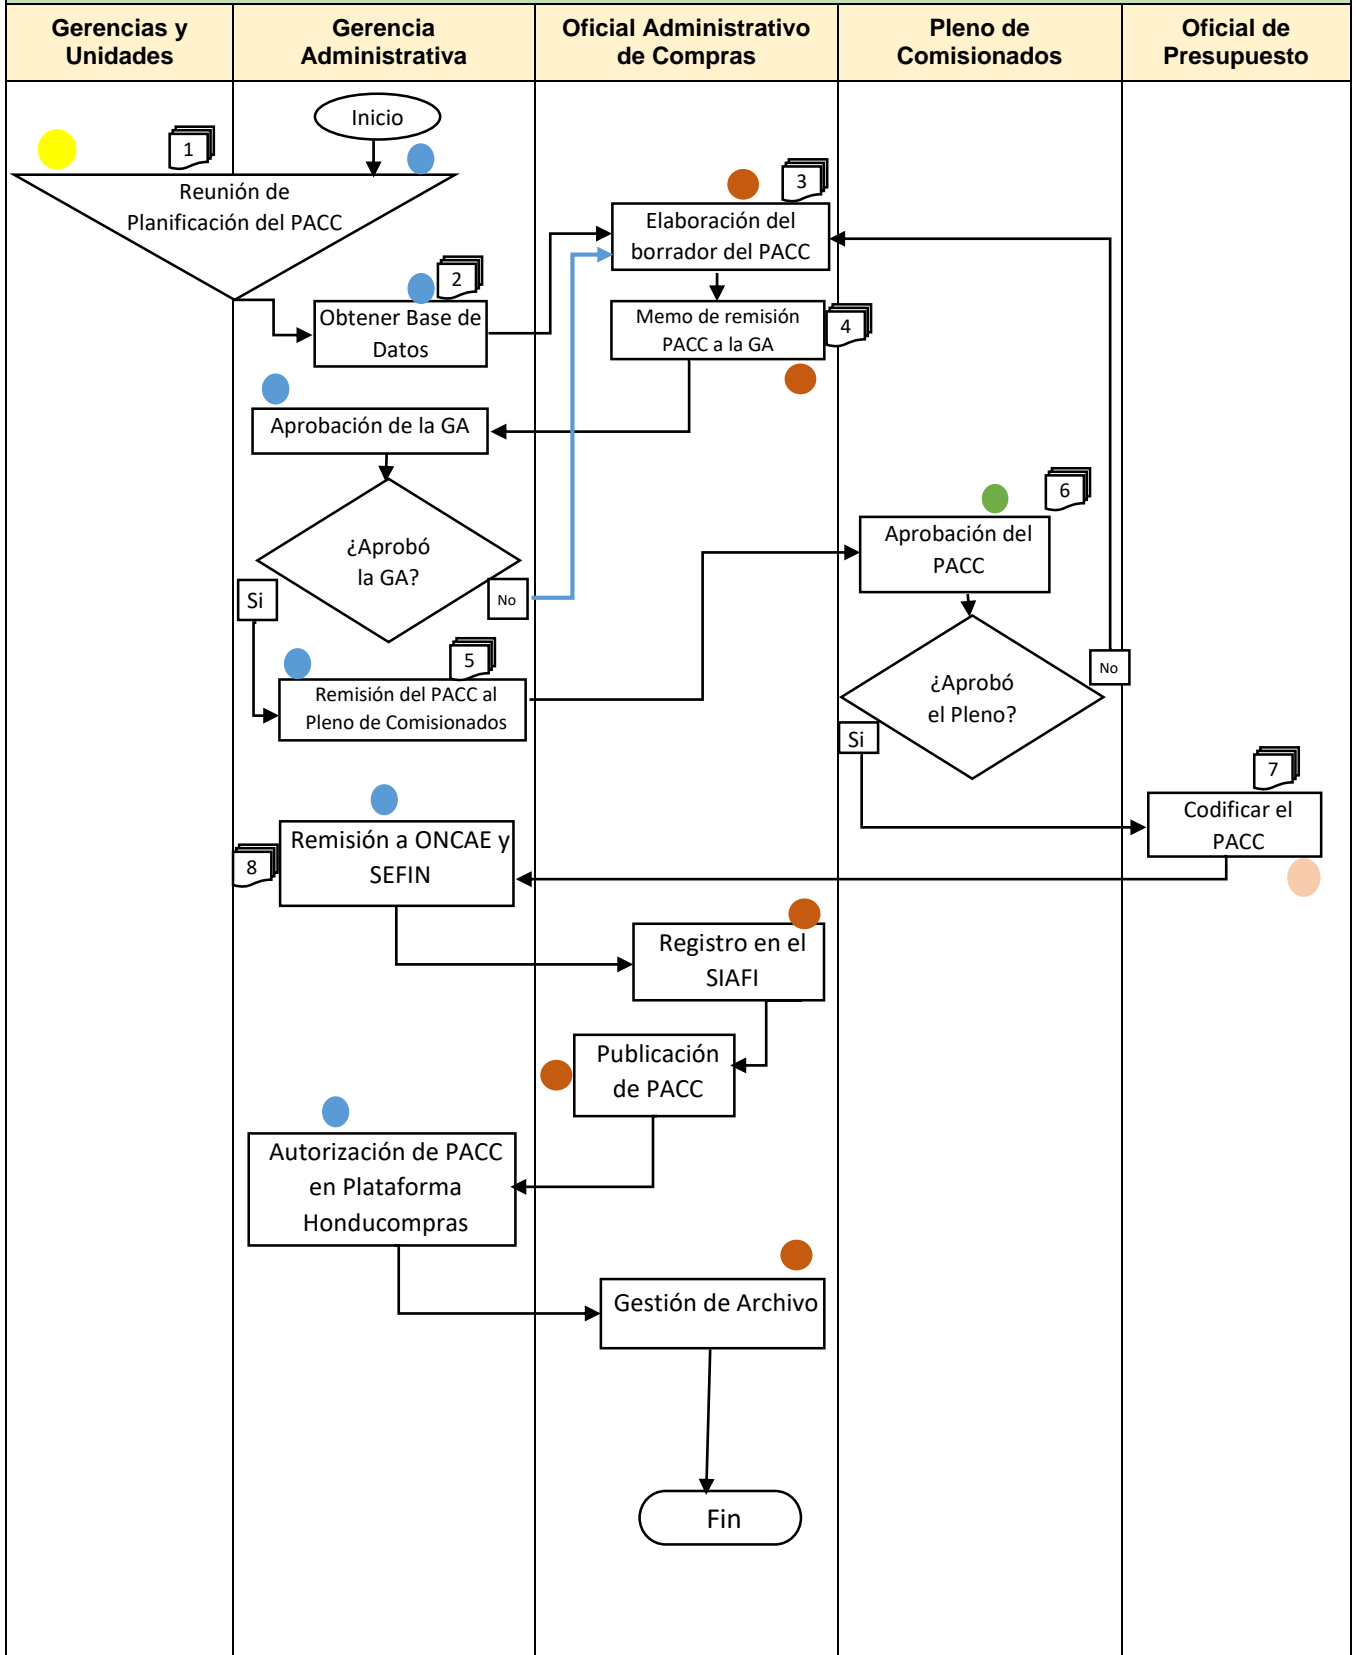 Gerencias y
Unidades
Gerencia
Administrativa
Oficial Administrativo
de Compras
Pleno de
Comisionados
Oficial de
Presupuesto
Inicio
1
Reunión de
Planificación del PACC
2
Obtener Base de
Datos
3
Elaboración del
borrador del PACC
Memo de remisión
PACC a la GA
4
Aprobación de la GA
¿Aprobó
la GA?
Si
No
5
Remisión del PACC al
Pleno de Comisionados
6
Aprobación del
PACC
¿Aprobó
el Pleno?
No
Si
7
Codificar el
PACC
8
Remisión a ONCAE y
SEFIN
Registro en el
SIAFI
Publicación
de PACC
Autorización de PACC
en Plataforma
Honducompras
Gestión de Archivo
Fin